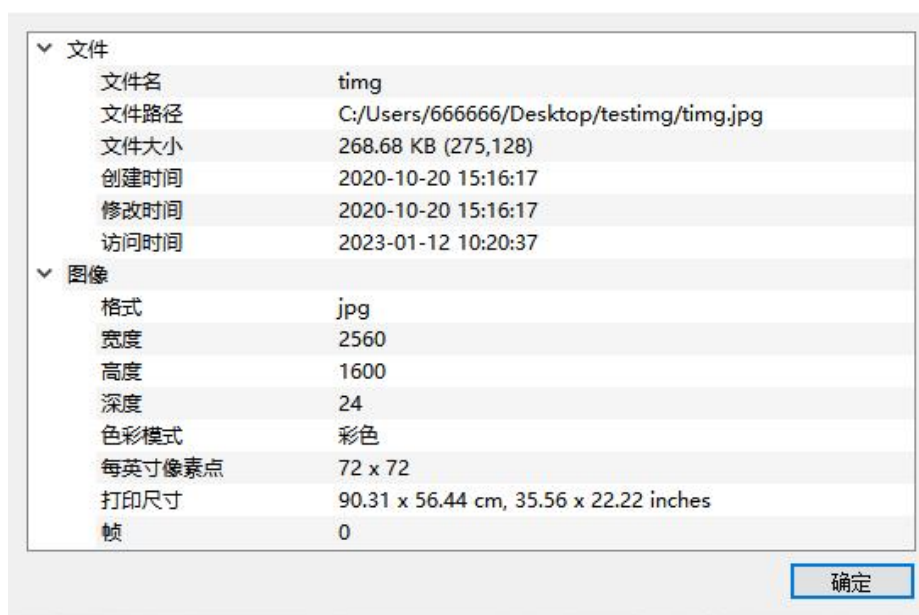 文件
文件名 timg
文件路径 C:/Users/666666/Desktop/testimg/timg.jpg
文件大小 268.68 KB (275,128)
创建时间 2020-10-20 15:16:17
修改时间 2020-10-20 15:16:17
访问时间 2023-01-12 10:20:37
图像
格式 jpg
宽度 2560
高度 1600
深度 24
色彩模式 彩色
每英寸像素点 72 x 72
打印尺寸 90.31 x 56.44 cm, 35.56 x 22.22 inches
帧 0
确定